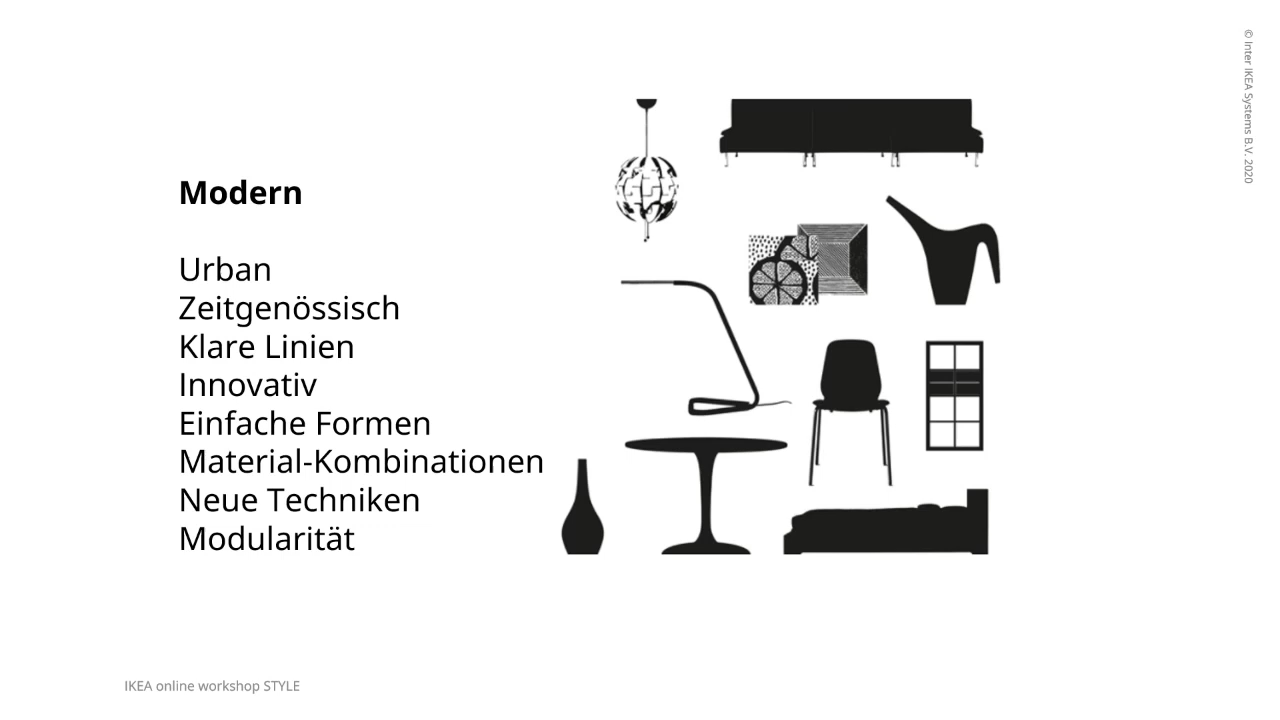 Modern
Urban
Zeitgenössisch
Klare Linien
Innovativ
Einfache Formen
Material-Kombinationen
Neue Techniken
Modularität
© Inter IKEA Systems B.V. 2020
IKEA online workshop STYLE